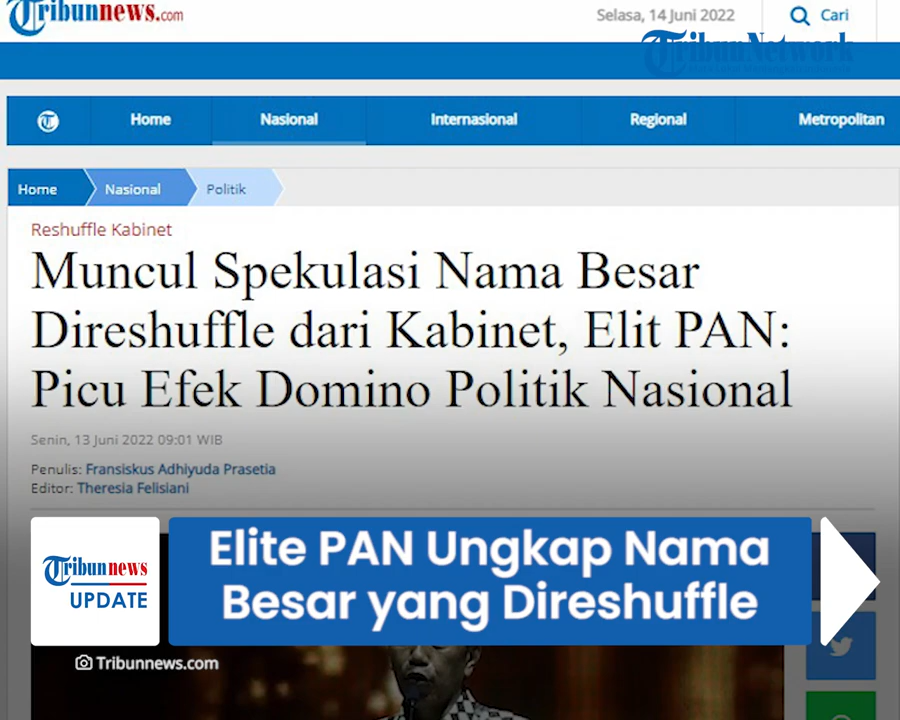 Tribunnews.com
Selasa, 14 Juni 2022
Cari
TribunNetwork
Home
Nasional
Internasional
Regional
Metropolitan
Home
Nasional
Politik
Reshuffle Kabinet
Muncul Spekulasi Nama Besar
Direshuffle dari Kabinet, Elit PAN:
Picu Efek Domino Politik Nasional
Senin, 13 Juni 2022 09:01 WIB
Penulis: Fransiskus Adhiyuda Prasetia
Editor: Theresia Felisiani
Tribunnews
UPDATE
Elite PAN Ungkap Nama
Besar yang Direshuffle
Tribunnews.com